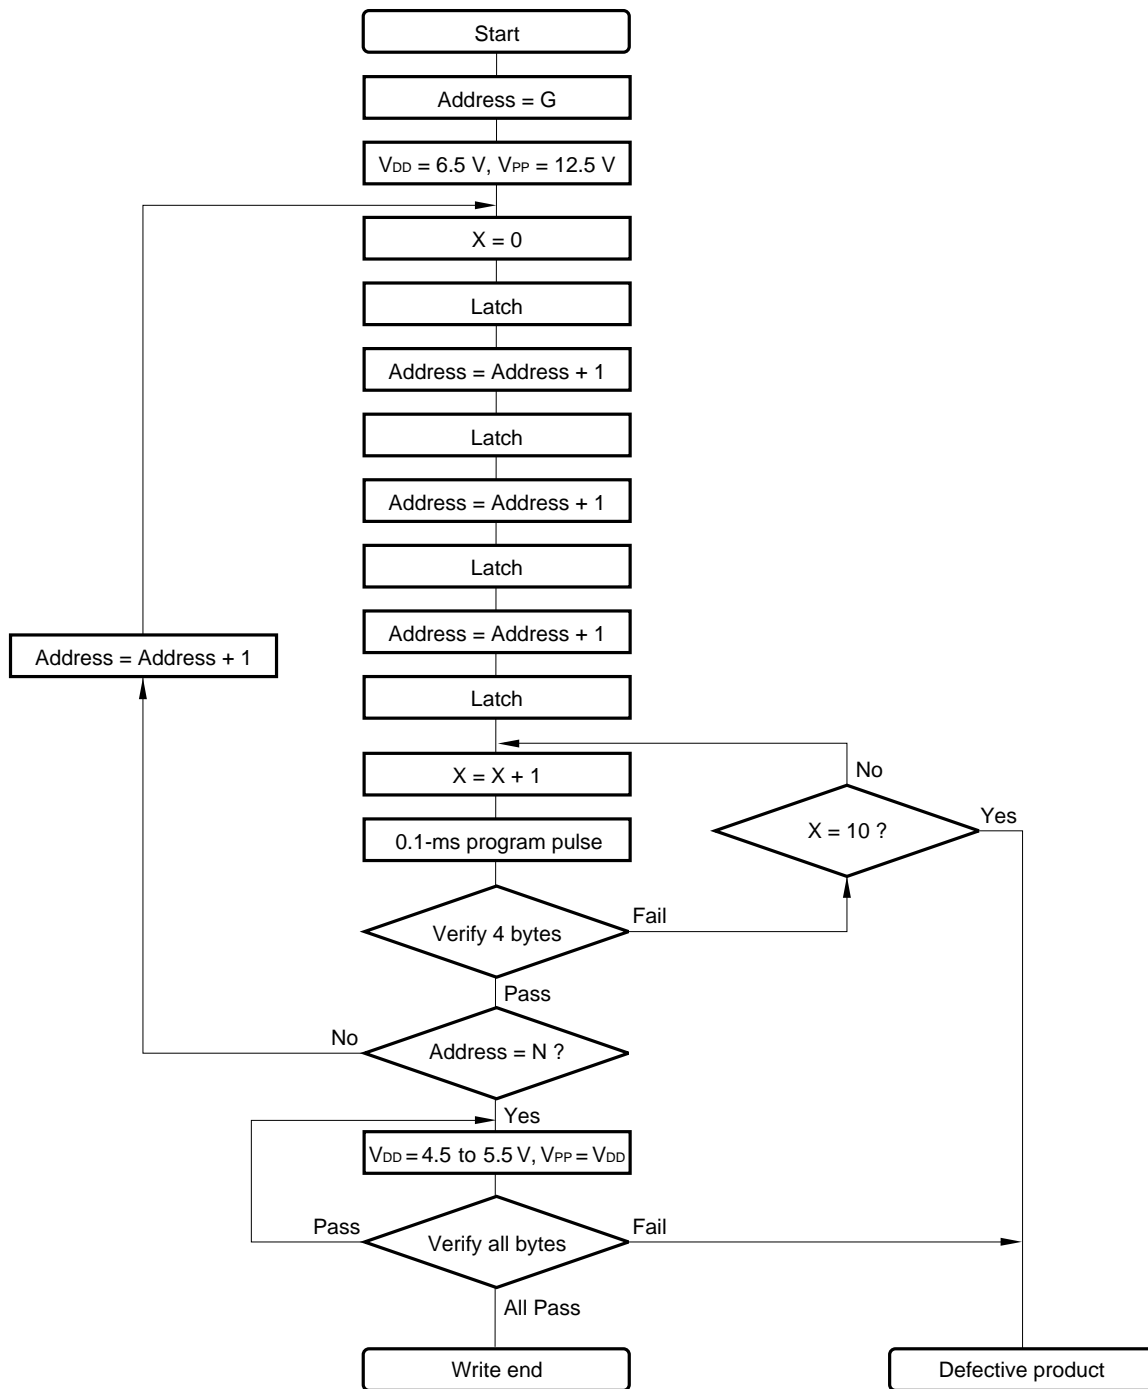 Start
Address = G
VDD = 6.5 V, VPP = 12.5 V
X = 0
Latch
Address = Address + 1
Latch
Address = Address + 1
Latch
Address = Address + 1
Address = Address + 1
Latch
X = X + 1
No
X = 10 ?
Yes
0.1-ms program pulse
Verify 4 bytes
Fail
Pass
No
Address = N ?
Yes
VDD = 4.5 to 5.5 V, VPP = VDD
Pass
Verify all bytes
Fail
All Pass
Write end
Defective product